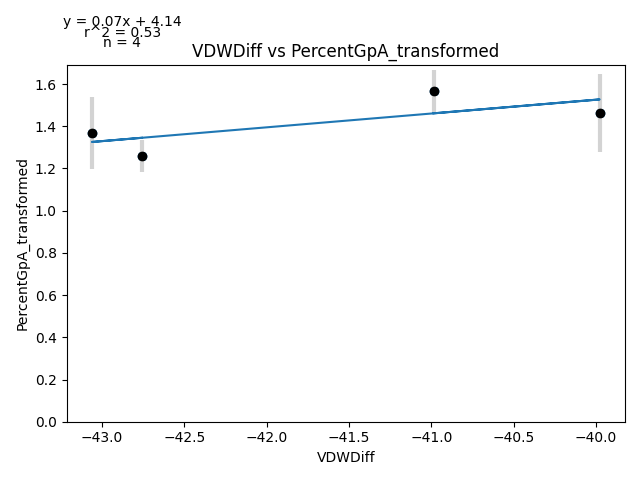 y = 0.07x + 4.14
r^2 = 0.53
n = 4
VDWDiff vs PercentGpA_transformed
1.6
1.4
1.2
1.0
0.8
0.6
0.4
0.2
0.0
PercentGpA_transformed
−43.0 −42.5 −42.0 −41.5 −41.0 −40.5 −40.0
VDWDiff